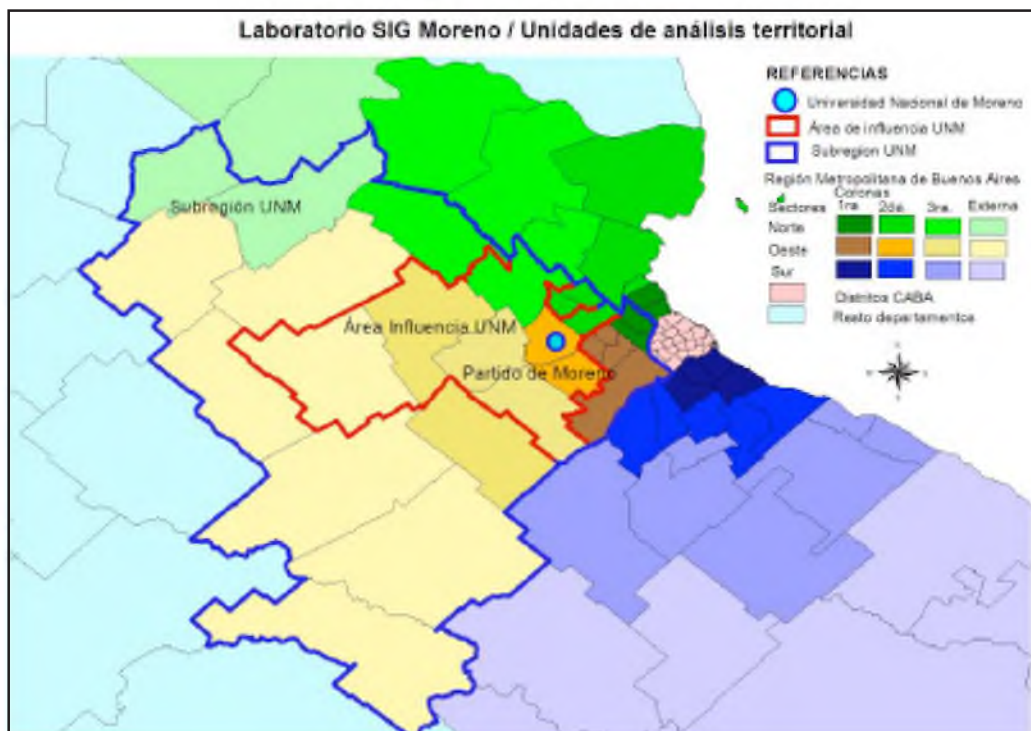 Laboratorio SIG Moreno / Unidades de análisis territorial
REFERENCIAS
Universidad Nacional de Moreno
Área de influencia UNM
Subregion UNM
Región Metropolitana de Buenos Aires
Coronas
Sectores 1ra 2da. 3ra. Externa
Norte
Oeste
Sur
Distritos CABA
Resto departamentos
Subregión UNM
Área Influencia UNM
Partido de Moreno